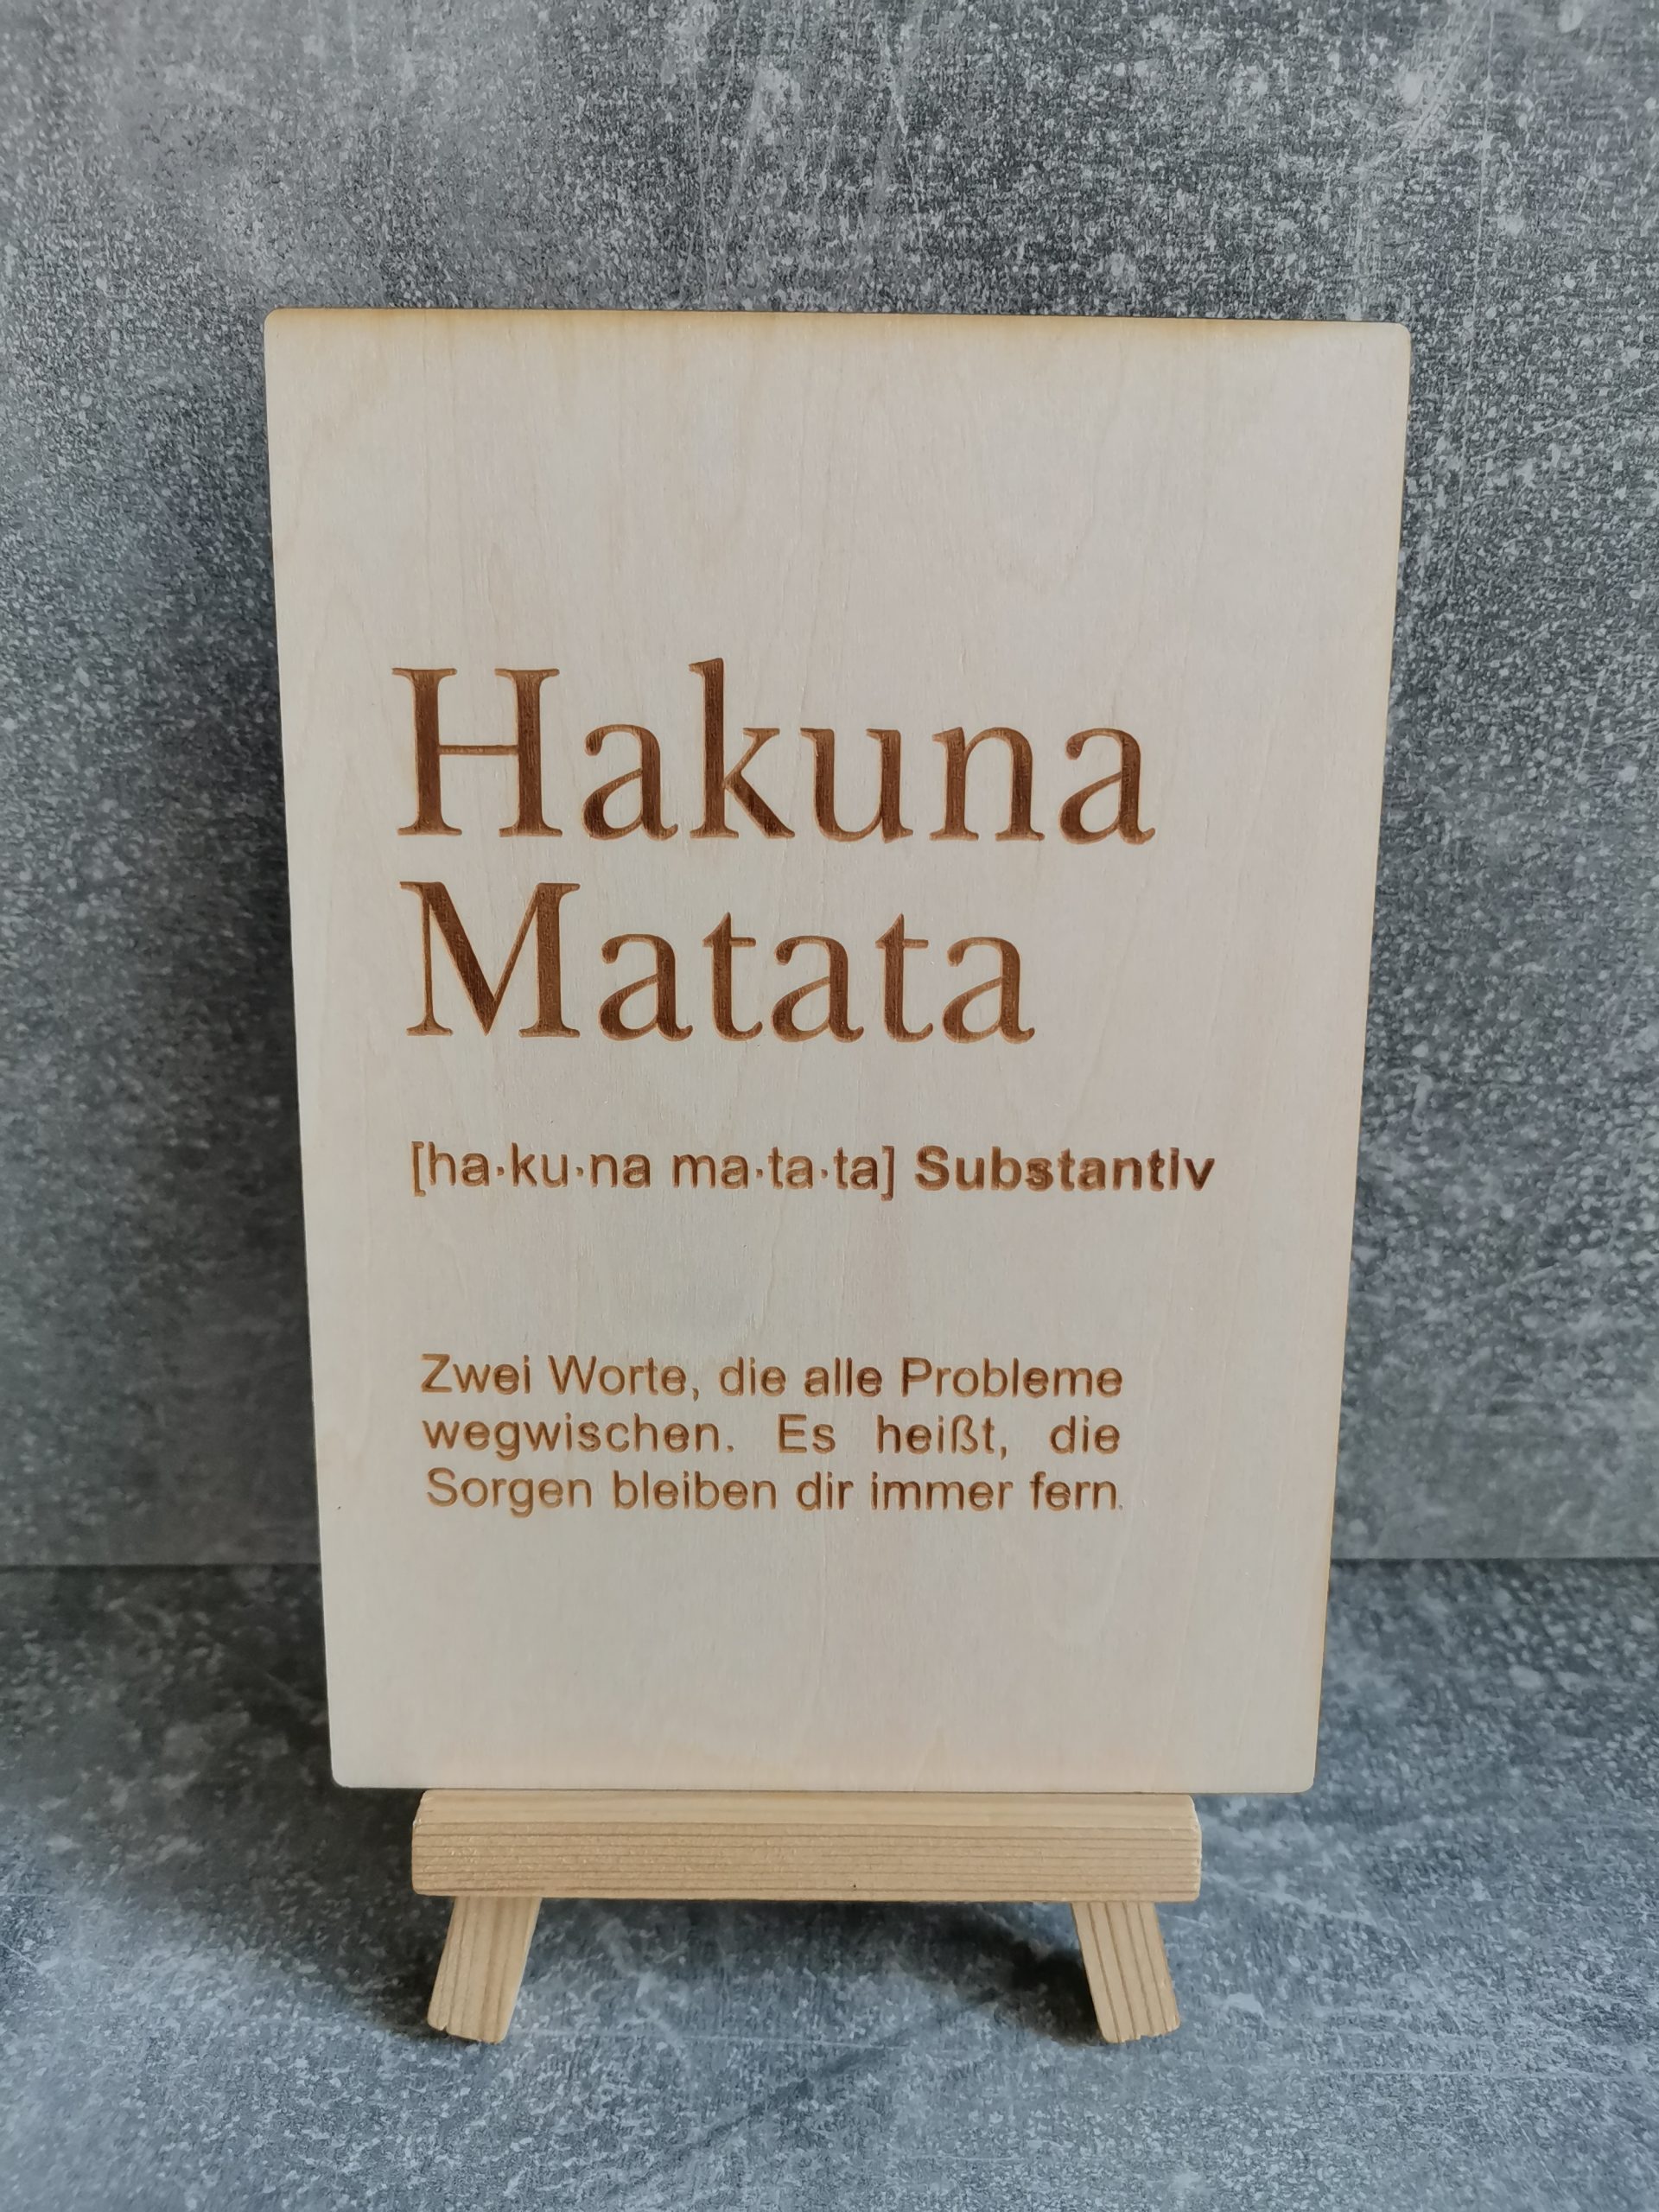 Hakuna
Matata
[ha·ku·na ma·ta·ta] Substantiv
Zwei Worte, die alle Probleme
wegwischen. Es heißt, die
Sorgen bleiben dir immer fern.